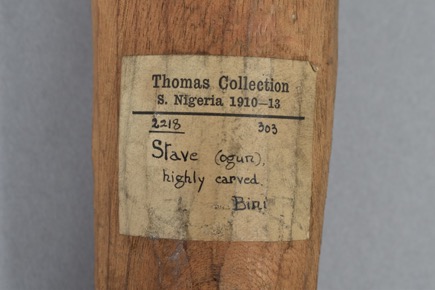 Thomas Collection
S. Nigeria 1910-13
2218 303
Stave (ogun),
highly carved.
Bini